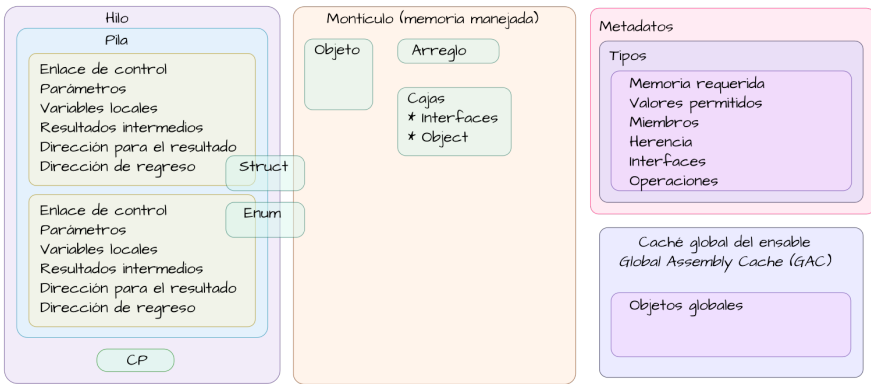 Hilo
Pila
Enlace de control
Parámetros
Variables locales
Resultados intermedios
Dirección para el resultado
Dirección de regreso
Struct
Enum
Enlace de control
Parámetros
Variables locales
Resultados intermedios
Dirección para el resultado
Dirección de regreso
CP
Montículo (memoria manejada)
Objeto
Arreglo
Cajas
* Interfaces
* Object
Metadatos
Tipos
Memoria requerida
Valores permitidos
Miembros
Herencia
Interfaces
Operaciones
Caché global del ensable
Global Assembly Cache (GAC)
Objetos globales